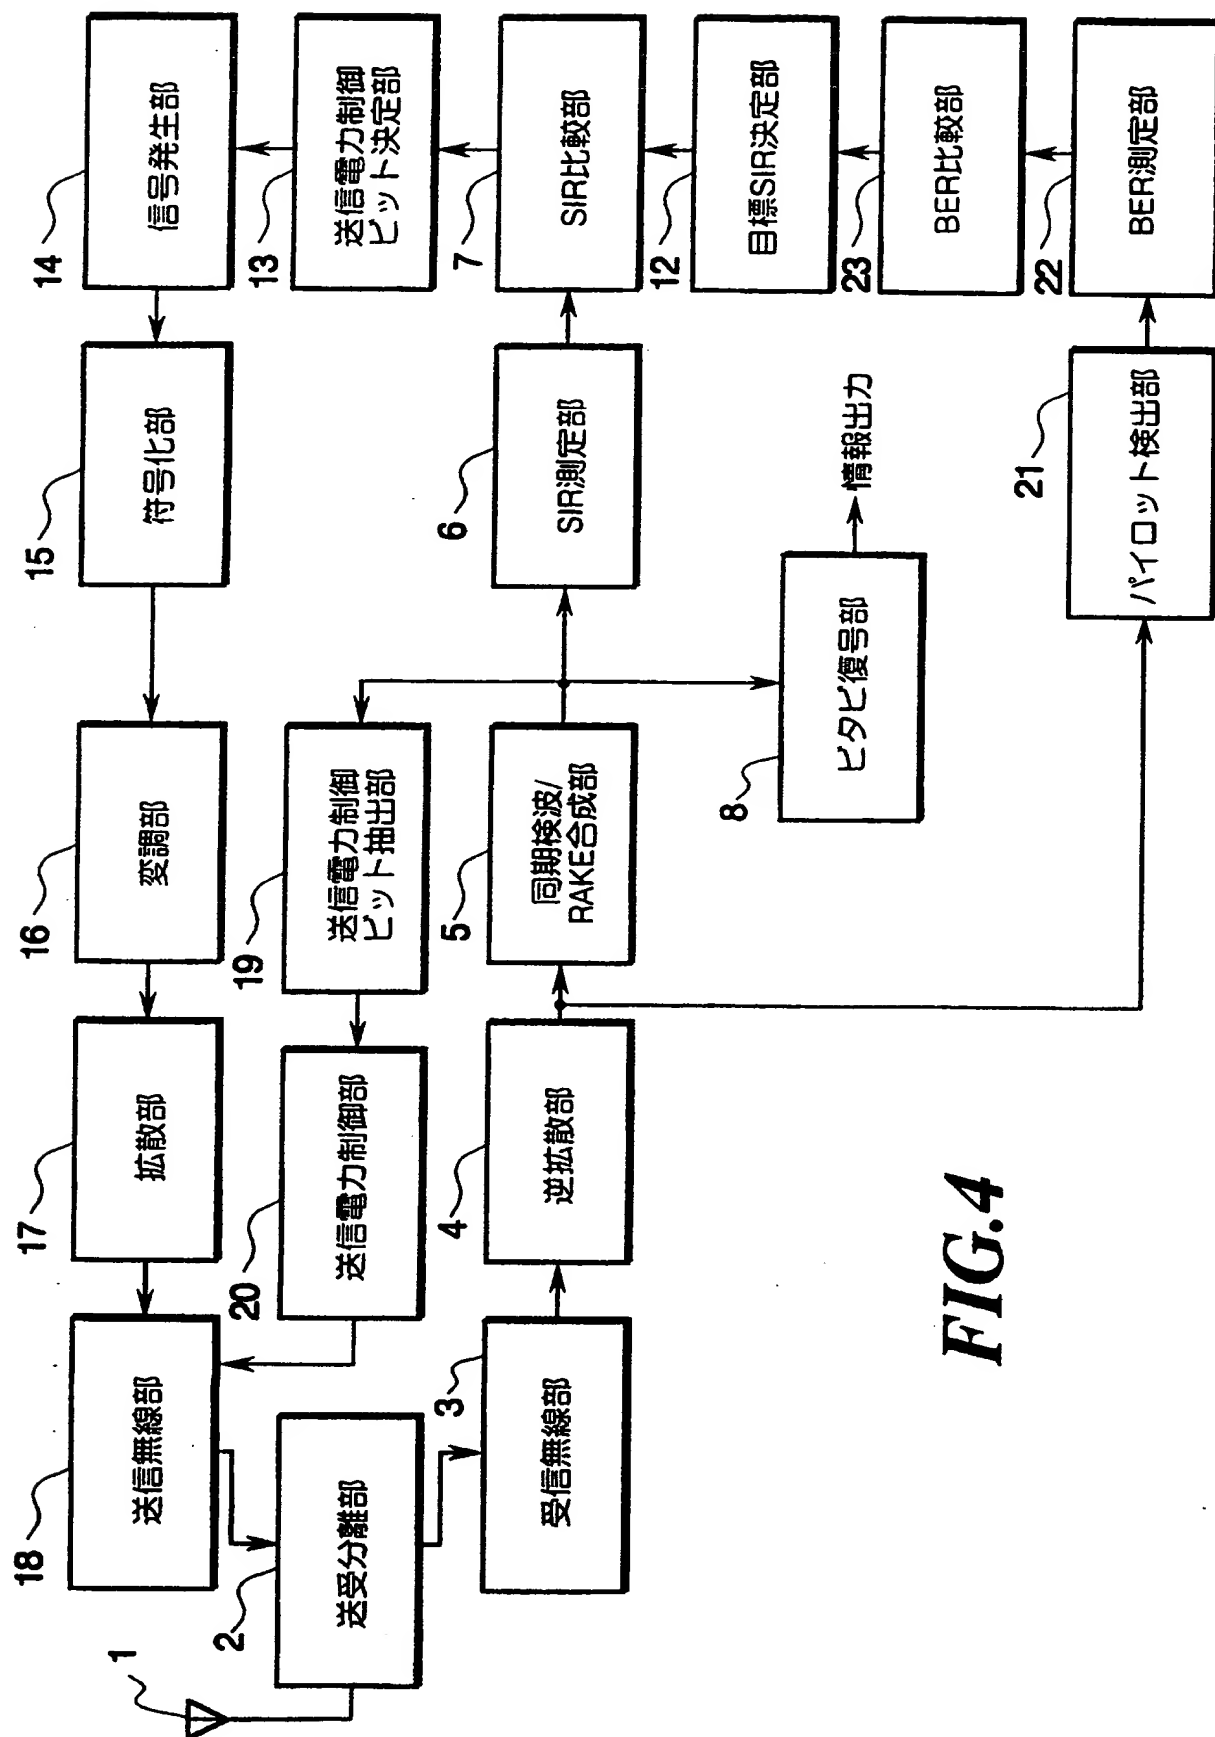 1
2
送受分離部
18
送信無線部
17
拡散部
16
変調部
15
符号化部
14
信号発生部
20
送信電力制御部
19
送信電力制御
ビット抽出部
13
送信電力制御
ビット決定部
3
受信無線部
4
逆拡散部
5
同期検波/
RAKE合成部
6
SIR測定部
7
SIR比較部
12
目標SIR決定部
8
ビタビ復号部
情報出力
23
BER比較部
21
パイロット検出部
22
BER測定部
FIG.4